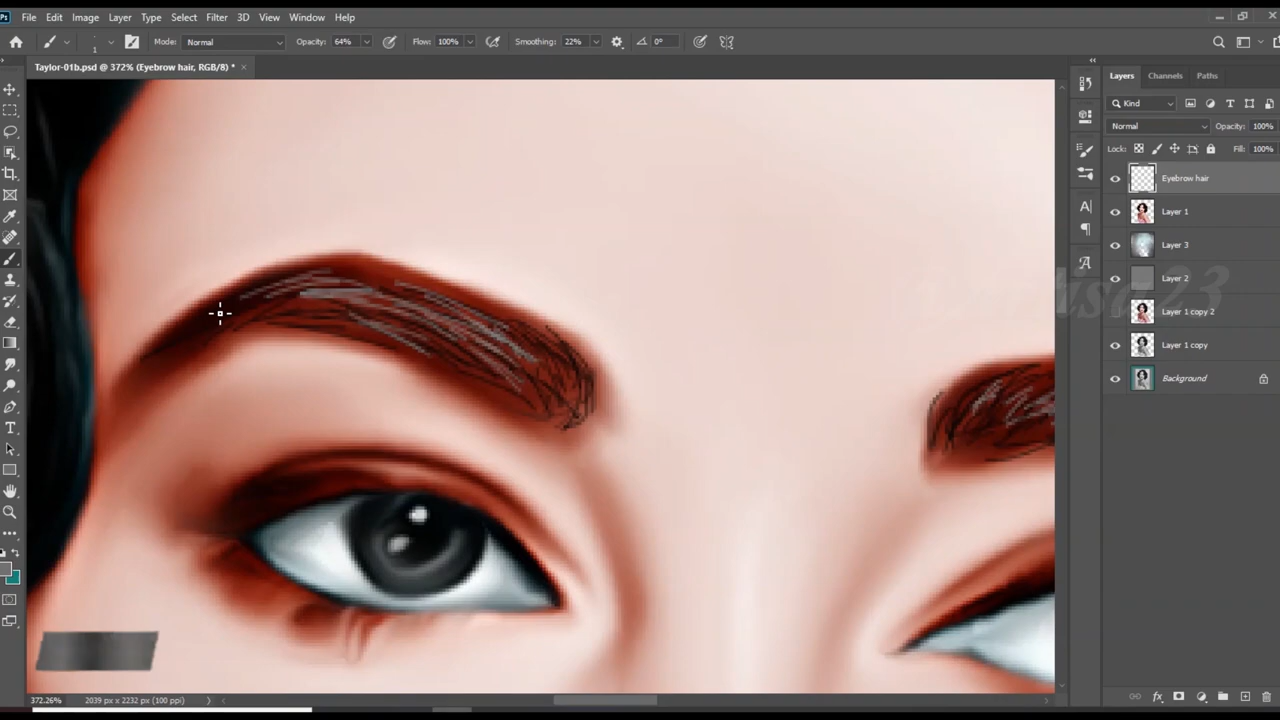 Ps File Edit Image Layer Type Select Filter 3D View Window Help
1 Mode: Normal Opacity: 64% Flow: 100% Smoothing: 22% 0°
Taylor-01b.psd @ 372% (Eyebrow hair, RGB/8) * ×
Layers Channels Paths
Kind
Normal Opacity: 100%
Lock: Fill: 100%
Eyebrow hair
Layer 1
Layer 3
Layer 2
Layer 1 copy 2
Layer 1 copy
Background
372.26% 2039 px x 2232 px (100 ppi)